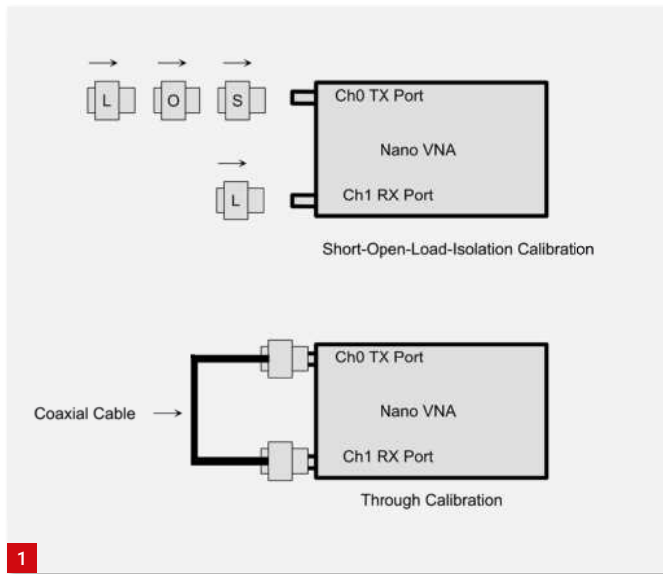 L O S
Ch0 TX Port
Nano VNA
L
Ch1 RX Port
Short-Open-Load-Isolation Calibration
Ch0 TX Port
Coaxial Cable
Nano VNA
Ch1 RX Port
Through Calibration
1